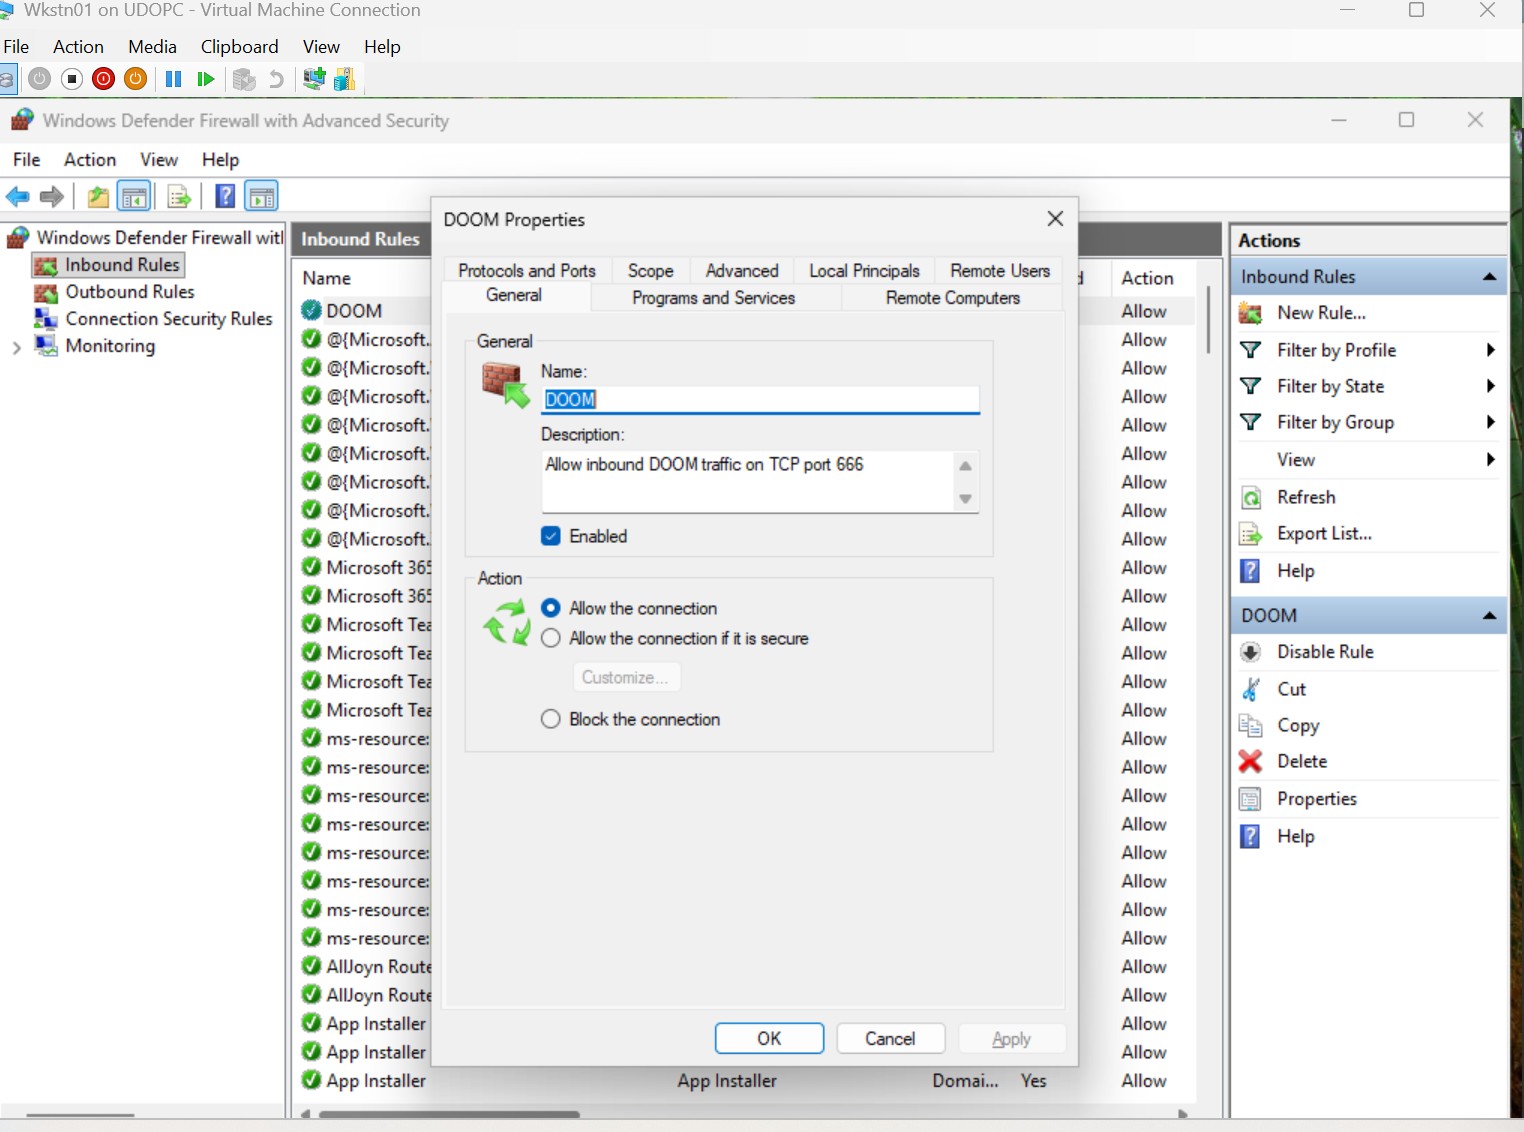 Wkstn01 on UDOPC - Virtual Machine Connection
File Action Media Clipboard View Help
Windows Defender Firewall with Advanced Security
File Action View Help
Windows Defender Firewall witl
Inbound Rules
Outbound Rules
Connection Security Rules
Monitoring
Inbound Rules
Name
d
Action
DOOM Allow
@{Microsoft. Allow
@{Microsoft. Allow
@{Microsoft. Allow
@{Microsoft. Allow
@{Microsoft. Allow
@{Microsoft. Allow
@{Microsoft. Allow
@{Microsoft. Allow
Microsoft 365 Allow
Microsoft 365 Allow
Microsoft Tea Allow
Microsoft Tea Allow
Microsoft Tea Allow
Microsoft Tea Allow
ms-resource: Allow
ms-resource: Allow
ms-resource: Allow
ms-resource: Allow
ms-resource: Allow
ms-resource: Allow
ms-resource: Allow
ms-resource: Allow
AllJoyn Route Allow
AllJoyn Route Allow
App Installer Allow
App Installer Allow
App Installer App Installer Domai... Yes Allow
DOOM Properties
Protocols and Ports Scope Advanced Local Principals Remote Users
General Programs and Services Remote Computers
General
Name:
DOOM
Description:
Allow inbound DOOM traffic on TCP port 666
Enabled
Action
Allow the connection
Allow the connection if it is secure
Customize...
Block the connection
OK Cancel Apply
Actions
Inbound Rules
New Rule...
Filter by Profile
Filter by State
Filter by Group
View
Refresh
Export List...
Help
DOOM
Disable Rule
Cut
Copy
Delete
Properties
Help